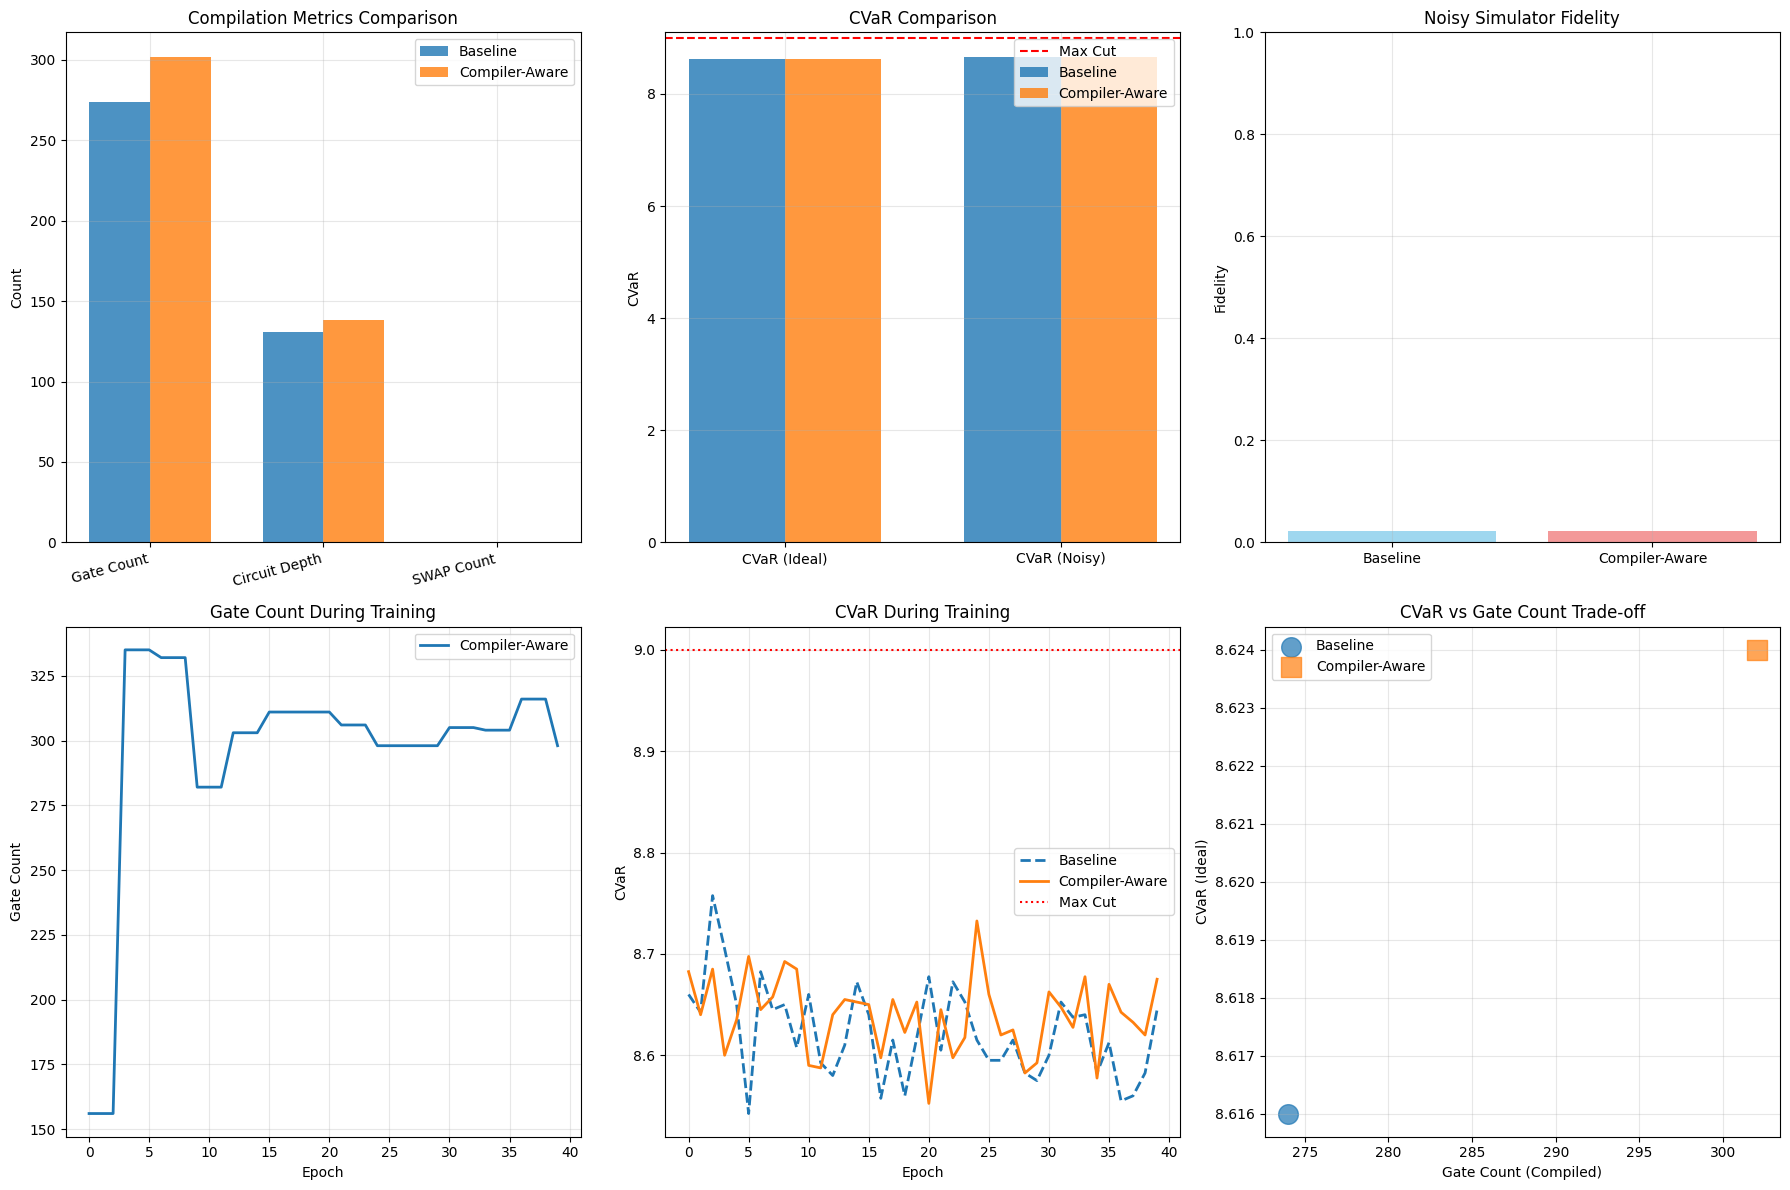 Compilation Metrics Comparison
Baseline
Compiler-Aware
Count
300
250
200
150
100
50
0
Gate Count
Circuit Depth
SWAP Count
CVaR Comparison
Max Cut
Baseline
Compiler-Aware
CVaR
8
6
4
2
0
CVaR (Ideal)
CVaR (Noisy)
Noisy Simulator Fidelity
Fidelity
1.0
0.8
0.6
0.4
0.2
0.0
Baseline
Compiler-Aware
Gate Count During Training
Compiler-Aware
Gate Count
325
300
275
250
225
200
175
150
0 5 10 15 20 25 30 35 40
Epoch
CVaR During Training
Baseline
Compiler-Aware
Max Cut
CVaR
9.0
8.9
8.8
8.7
8.6
0 5 10 15 20 25 30 35 40
Epoch
CVaR vs Gate Count Trade-off
Baseline
Compiler-Aware
CVaR (Ideal)
8.624
8.623
8.622
8.621
8.620
8.619
8.618
8.617
8.616
275 280 285 290 295 300
Gate Count (Compiled)